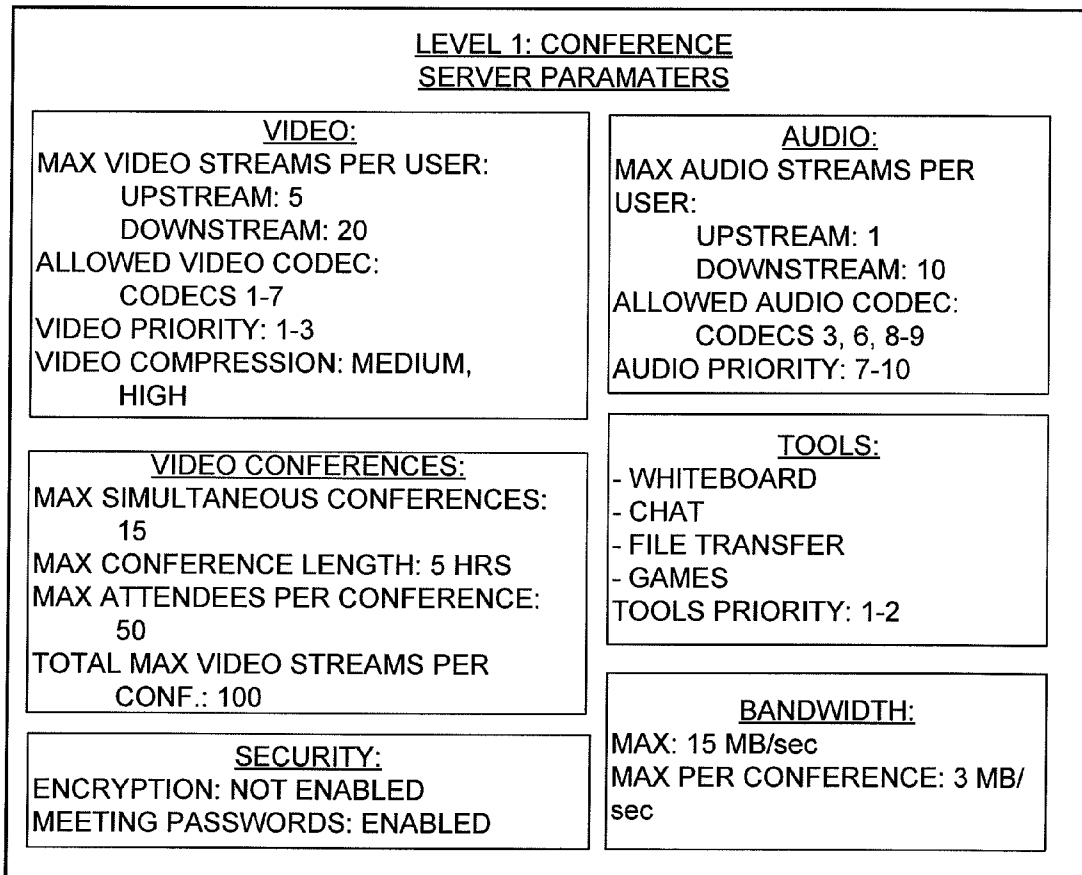 LEVEL 1: CONFERENCE
SERVER PARAMATERS
VIDEO:
MAX VIDEO STREAMS PER USER:
UPSTREAM: 5
DOWNSTREAM: 20
ALLOWED VIDEO CODEC:
CODECS 1-7
VIDEO PRIORITY: 1-3
VIDEO COMPRESSION: MEDIUM,
HIGH
VIDEO CONFERENCES:
MAX SIMULTANEOUS CONFERENCES:
15
MAX CONFERENCE LENGTH: 5 HRS
MAX ATTENDEES PER CONFERENCE:
50
TOTAL MAX VIDEO STREAMS PER
CONF.: 100
SECURITY:
ENCRYPTION: NOT ENABLED
MEETING PASSWORDS: ENABLED
AUDIO:
MAX AUDIO STREAMS PER
USER:
UPSTREAM: 1
DOWNSTREAM: 10
ALLOWED AUDIO CODEC:
CODECS 3, 6, 8-9
AUDIO PRIORITY: 7-10
TOOLS:
- WHITEBOARD
- CHAT
- FILE TRANSFER
- GAMES
TOOLS PRIORITY: 1-2
BANDWIDTH:
MAX: 15 MB/sec
MAX PER CONFERENCE: 3 MB/
sec